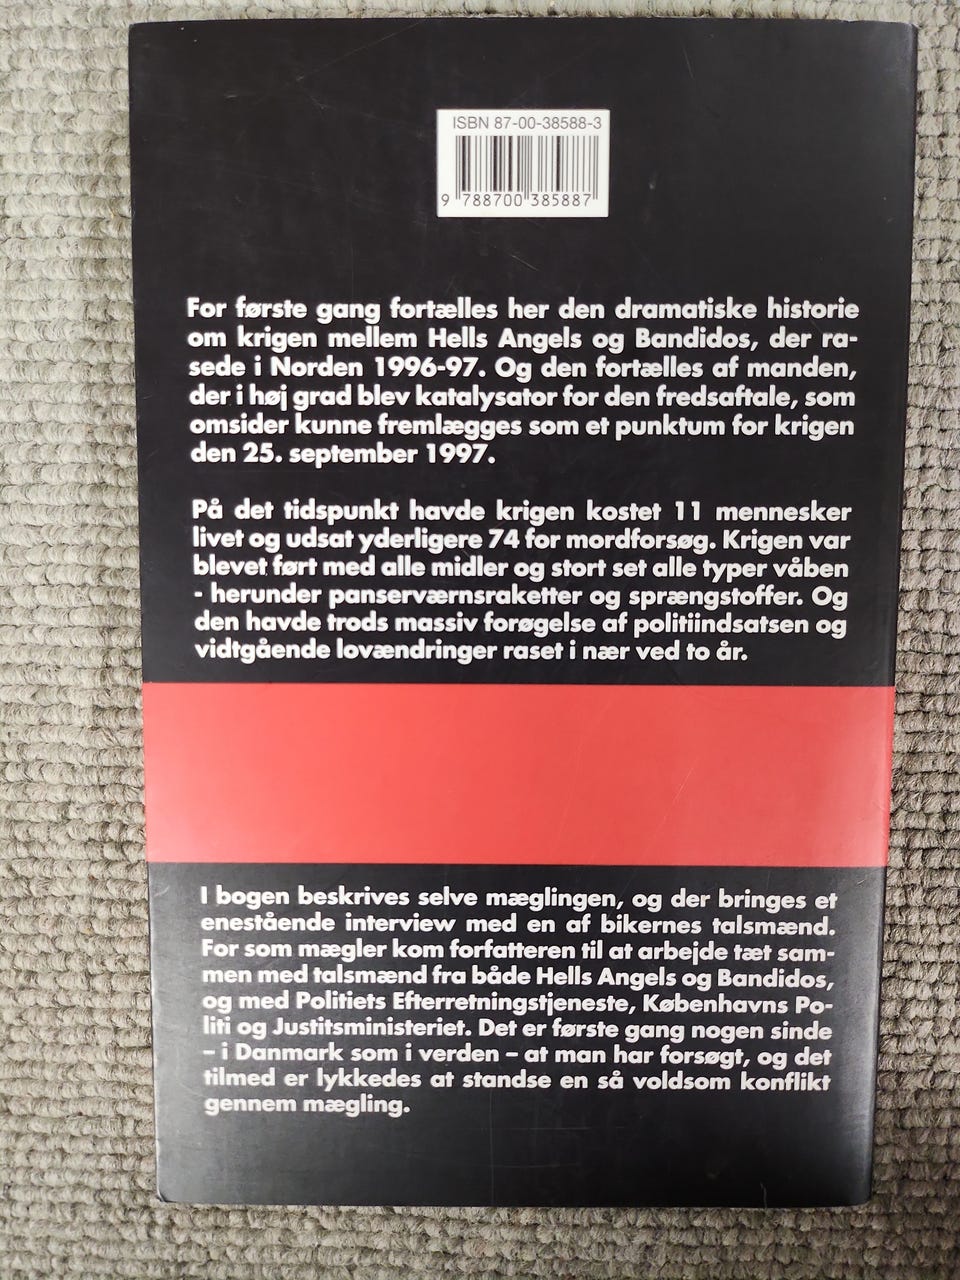 ISBN 87-00-38588-3
9 788700 385887
For første gang fortælles her den dramatiske historie
om krigen mellem Hells Angels og Bandidos, der ra-
sede i Norden 1996-97. Og den fortælles af manden,
der i høj grad blev katalysator for den fredsaftale, som
omsider kunne fremlægges som et punktum for krigen
den 25. september 1997.
På det tidspunkt havde krigen kostet 11 mennesker
livet og udsat yderligere 74 for mordforsøg. Krigen var
blevet ført med alle midler og stort set alle typer våben
- herunder panserværnsraketter og sprængstoffer. Og
den havde trods massiv forøgelse af politiindsatsen og
vidtgående lovændringer raset i nær ved to år.
I bogen beskrives selve mæglingen, og der bringes et
enestående interview med en af bikernes talsmænd.
For som mægler kom forfatteren til at arbejde tæt sam-
men med talsmænd fra både Hells Angels og Bandidos,
og med Politiets Efterretningstjeneste, Københavns Po-
liti og Justitsministeriet. Det er første gang nogen sinde
– i Danmark som i verden – at man har forsøgt, og det
tilmed er lykkedes at standse en så voldsom konflikt
gennem mægling.